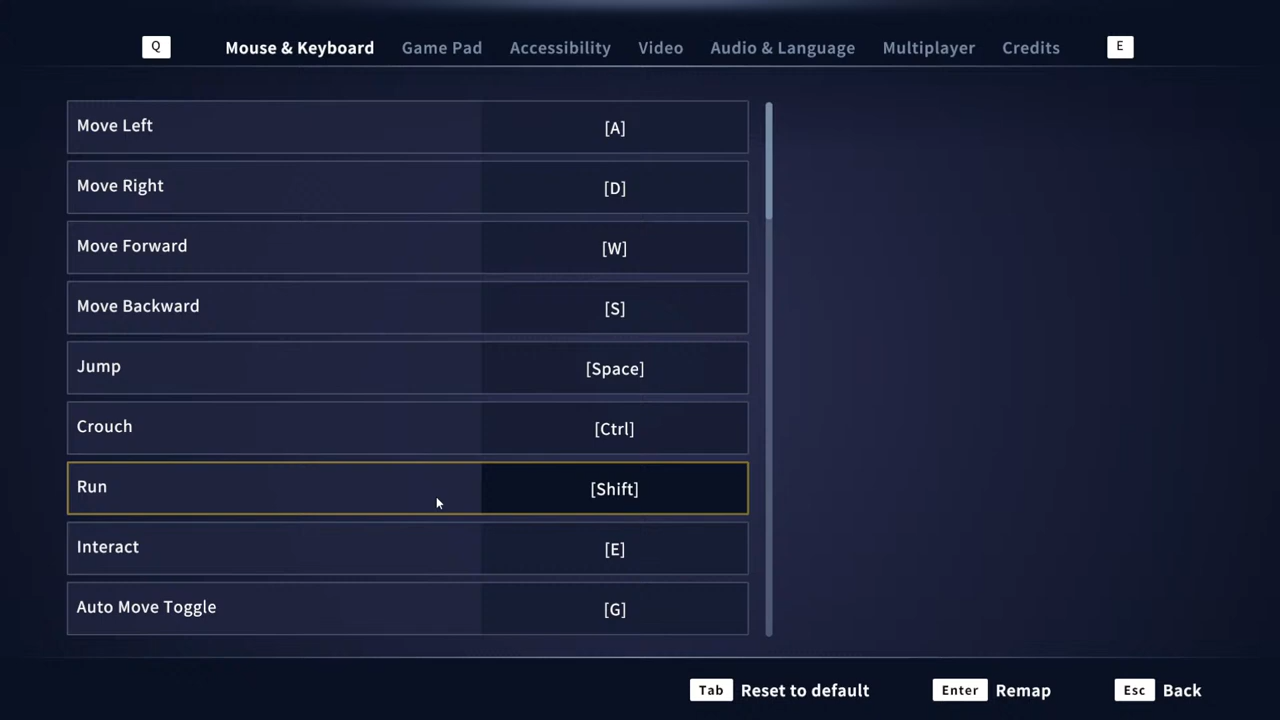 Q Mouse & Keyboard Game Pad Accessibility Video Audio & Language Multiplayer Credits E
Move Left [A]
Move Right [D]
Move Forward [W]
Move Backward [S]
Jump [Space]
Crouch [Ctrl]
Run [Shift]
Interact [E]
Auto Move Toggle [G]
Tab Reset to default Enter Remap Esc Back